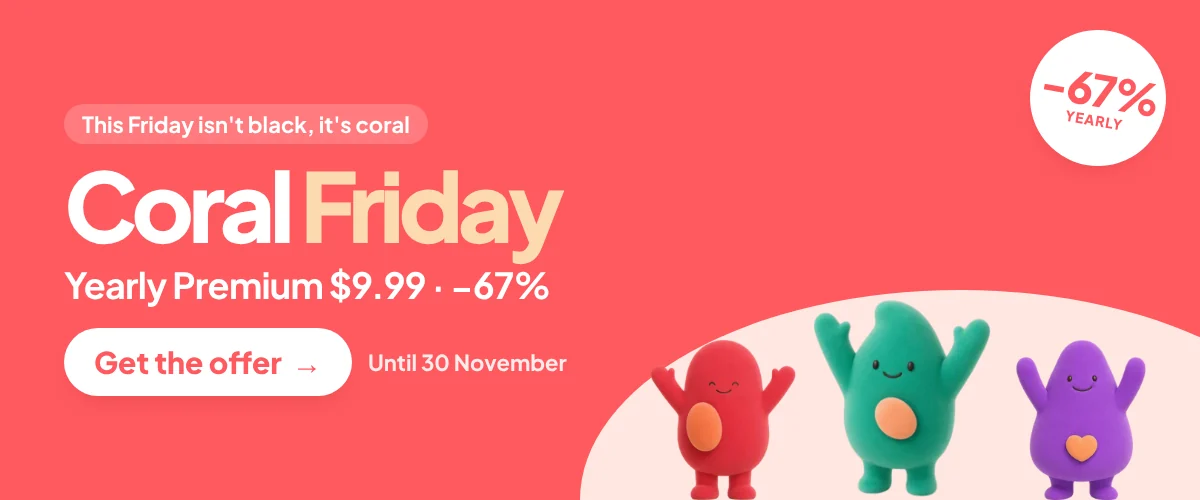 This Friday isn't black, it's coral
Coral Friday
Yearly Premium $9.99 · −67%
Get the offer →
Until 30 November
−67%
YEARLY